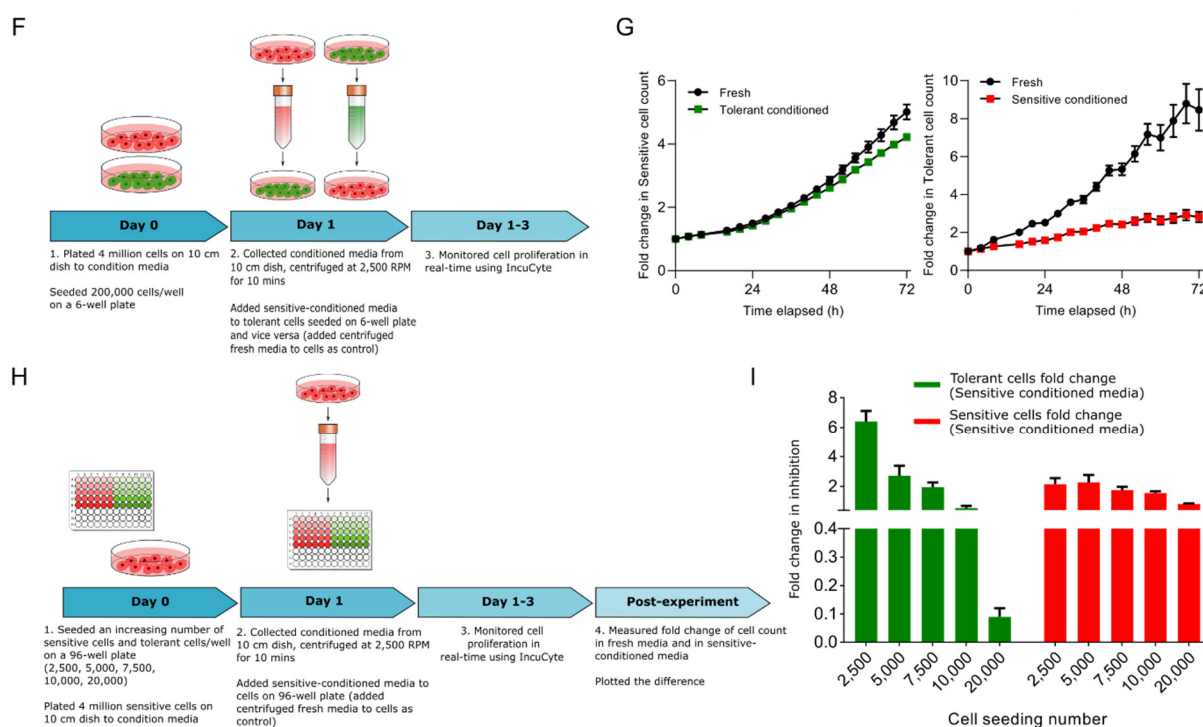 F
Day 0
1. Plated 4 million cells on 10 cm
dish to condition media
Seeded 200,000 cells/well
on a 6-well plate
Day 1
2. Collected conditioned media from
10 cm dish, centrifuged at 2,500 RPM
for 10 mins
Added sensitive-conditioned media
to tolerant cells seeded on 6-well plate
and vice versa (added centrifuged
fresh media to cells as control)
Day 1-3
3. Monitored cell proliferation in
real-time using IncuCyte
G
Fold change in Sensitive cell count
6
4
2
0
Fresh
Tolerant conditioned
0
24
48
72
Time elapsed (h)
Fold change in Tolerant cell count
10
8
6
4
2
0
Fresh
Sensitive conditioned
0
24
48
72
Time elapsed (h)
H
Day 0
1. Seeded an increasing number of
sensitive cells and tolerant cells/well
on a 96-well plate
(2,500, 5,000, 7,500,
10,000, 20,000)
Plated 4 million sensitive cells on
10 cm dish to condition media
Day 1
2. Collected conditioned media from
10 cm dish, centrifuged at 2,500 RPM
for 10 mins
Added sensitive-conditioned media to
cells on 96-well plate (added
centrifuged fresh media to cells as
control)
Day 1-3
3. Monitored cell
proliferation in
real-time using IncuCyte
Post-experiment
4. Measured fold change of cell count
in fresh media and in sensitive-
conditioned media
Plotted the difference
I
Tolerant cells fold change
(Sensitive conditioned media)
Sensitive cells fold change
(Sensitive conditioned media)
Fold change in inhibition
8
6
4
2
0.4
0.3
0.2
0.1
0.0
2,500
5,000
7,500
10,000
20,000
2,500
5,000
7,500
10,000
20,000
Cell seeding number